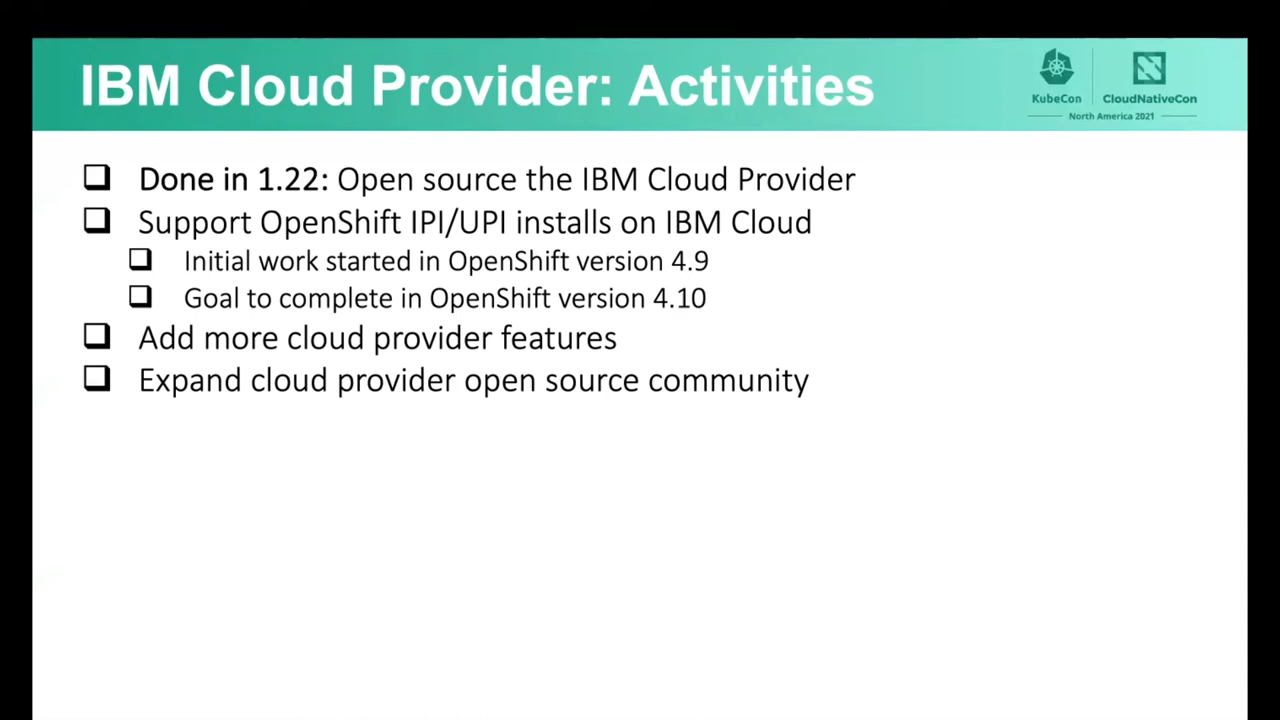 IBM Cloud Provider: Activities
KubeCon
CloudNativeCon
North America 2021
Done in 1.22: Open source the IBM Cloud Provider
Support OpenShift IPI/UPI installs on IBM Cloud
Initial work started in OpenShift version 4.9
Goal to complete in OpenShift version 4.10
Add more cloud provider features
Expand cloud provider open source community